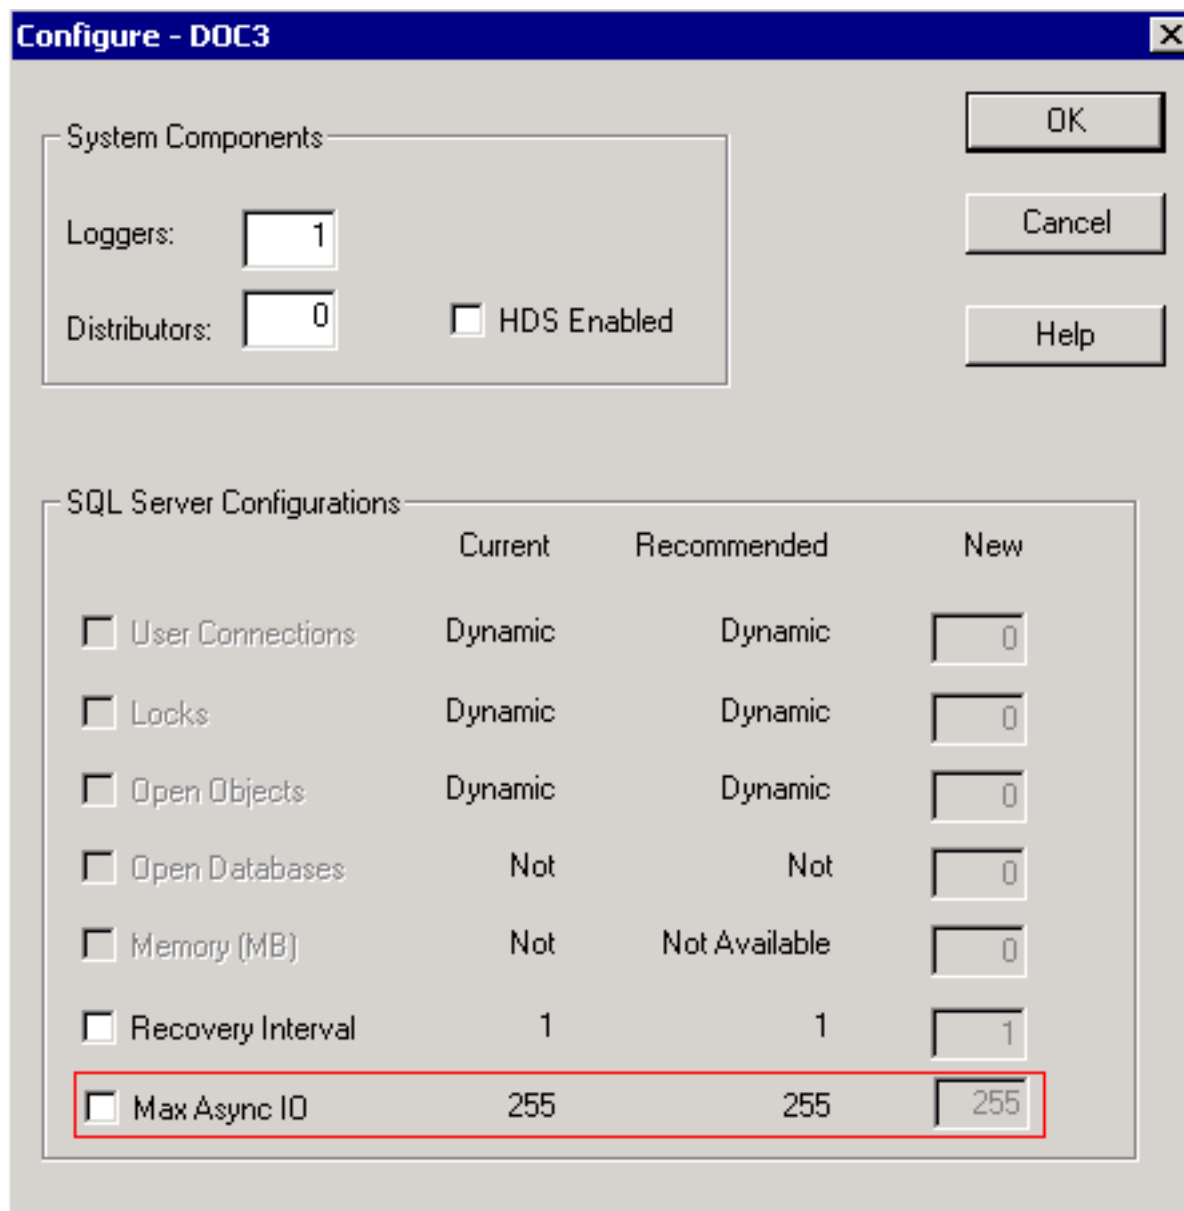 Configure - DOC3
System Components
OK
Loggers: 1
Cancel
Distributors: 0 HDS Enabled
Help
SQL Server Configurations
Current Recommended New
User Connections Dynamic Dynamic 0
Locks Dynamic Dynamic 0
Open Objects Dynamic Dynamic 0
Open Databases Not Not 0
Memory (MB) Not Not Available 0
Recovery Interval 1 1 1
Max Async IO 255 255 255